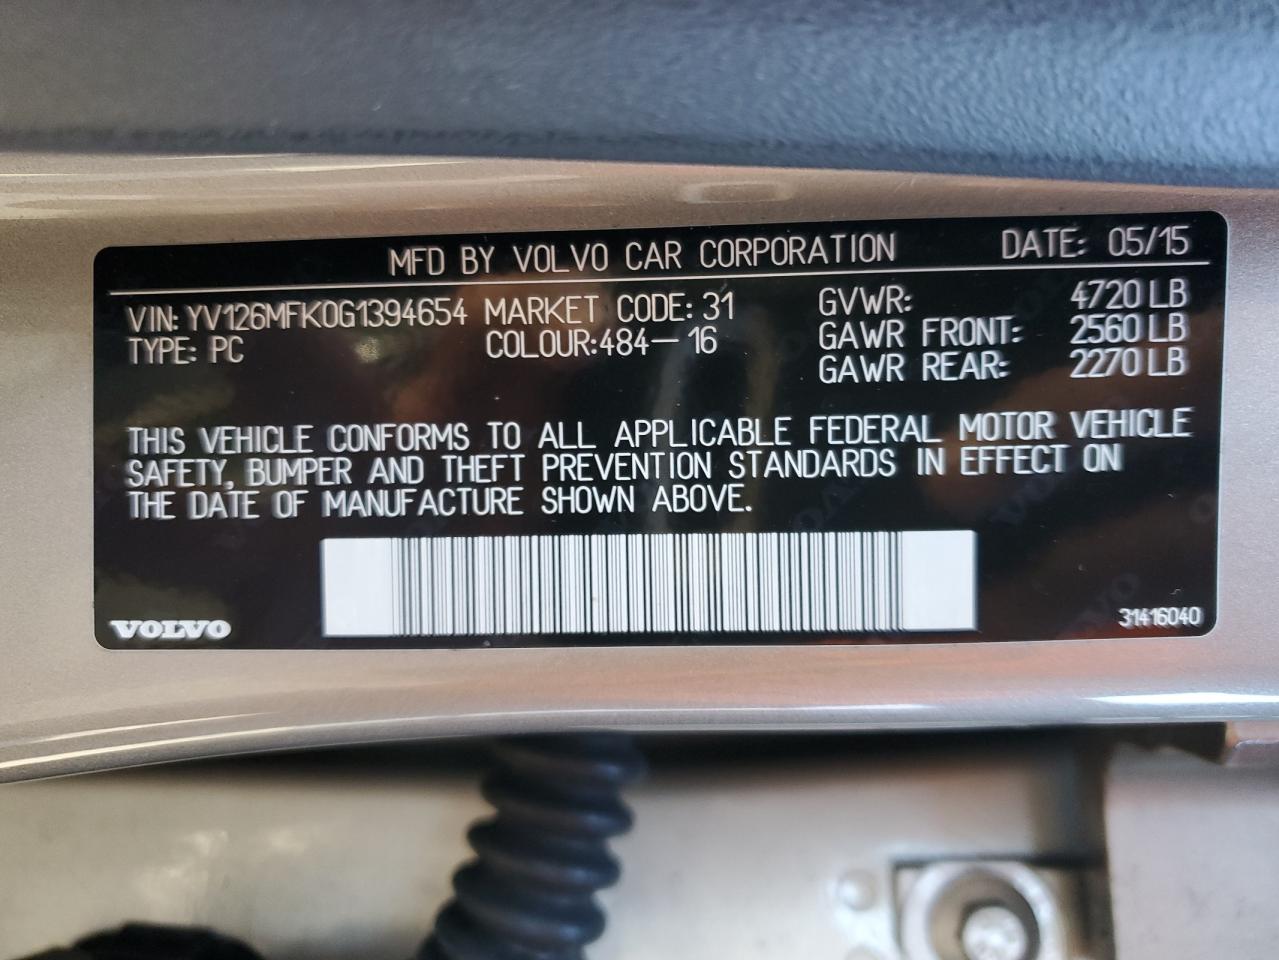 MFD BY VOLVO CAR CORPORATION DATE: 05/15
VIN: YV126MFK0G1394654 MARKET CODE: 31 GVWR: 4720 LB
TYPE: PC COLOUR:484-16 GAWR FRONT: 2560 LB
GAWR REAR: 2270 LB
THIS VEHICLE CONFORMS TO ALL APPLICABLE FEDERAL MOTOR VEHICLE
SAFETY, BUMPER AND THEFT PREVENTION STANDARDS IN EFFECT ON
THE DATE OF MANUFACTURE SHOWN ABOVE.
VOLVO 31416040